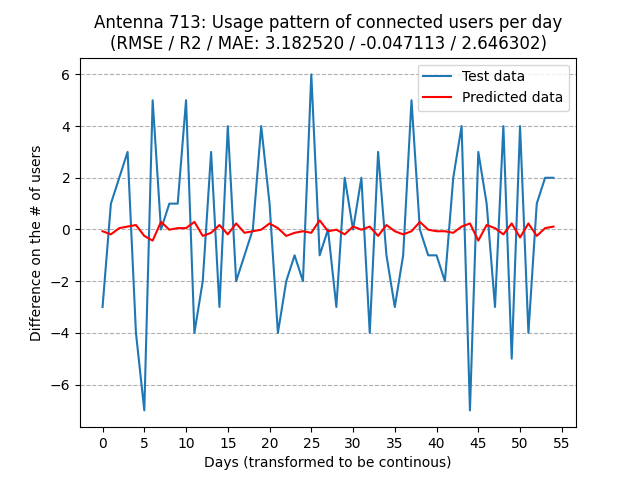 Antenna 713: Usage pattern of connected users per day
(RMSE / R2 / MAE: 3.182520 / -0.047113 / 2.646302)
Test data
Predicted data
Difference on the # of users
6
4
2
0
−2
−4
−6
0 5 10 15 20 25 30 35 40 45 50 55
Days (transformed to be continous)